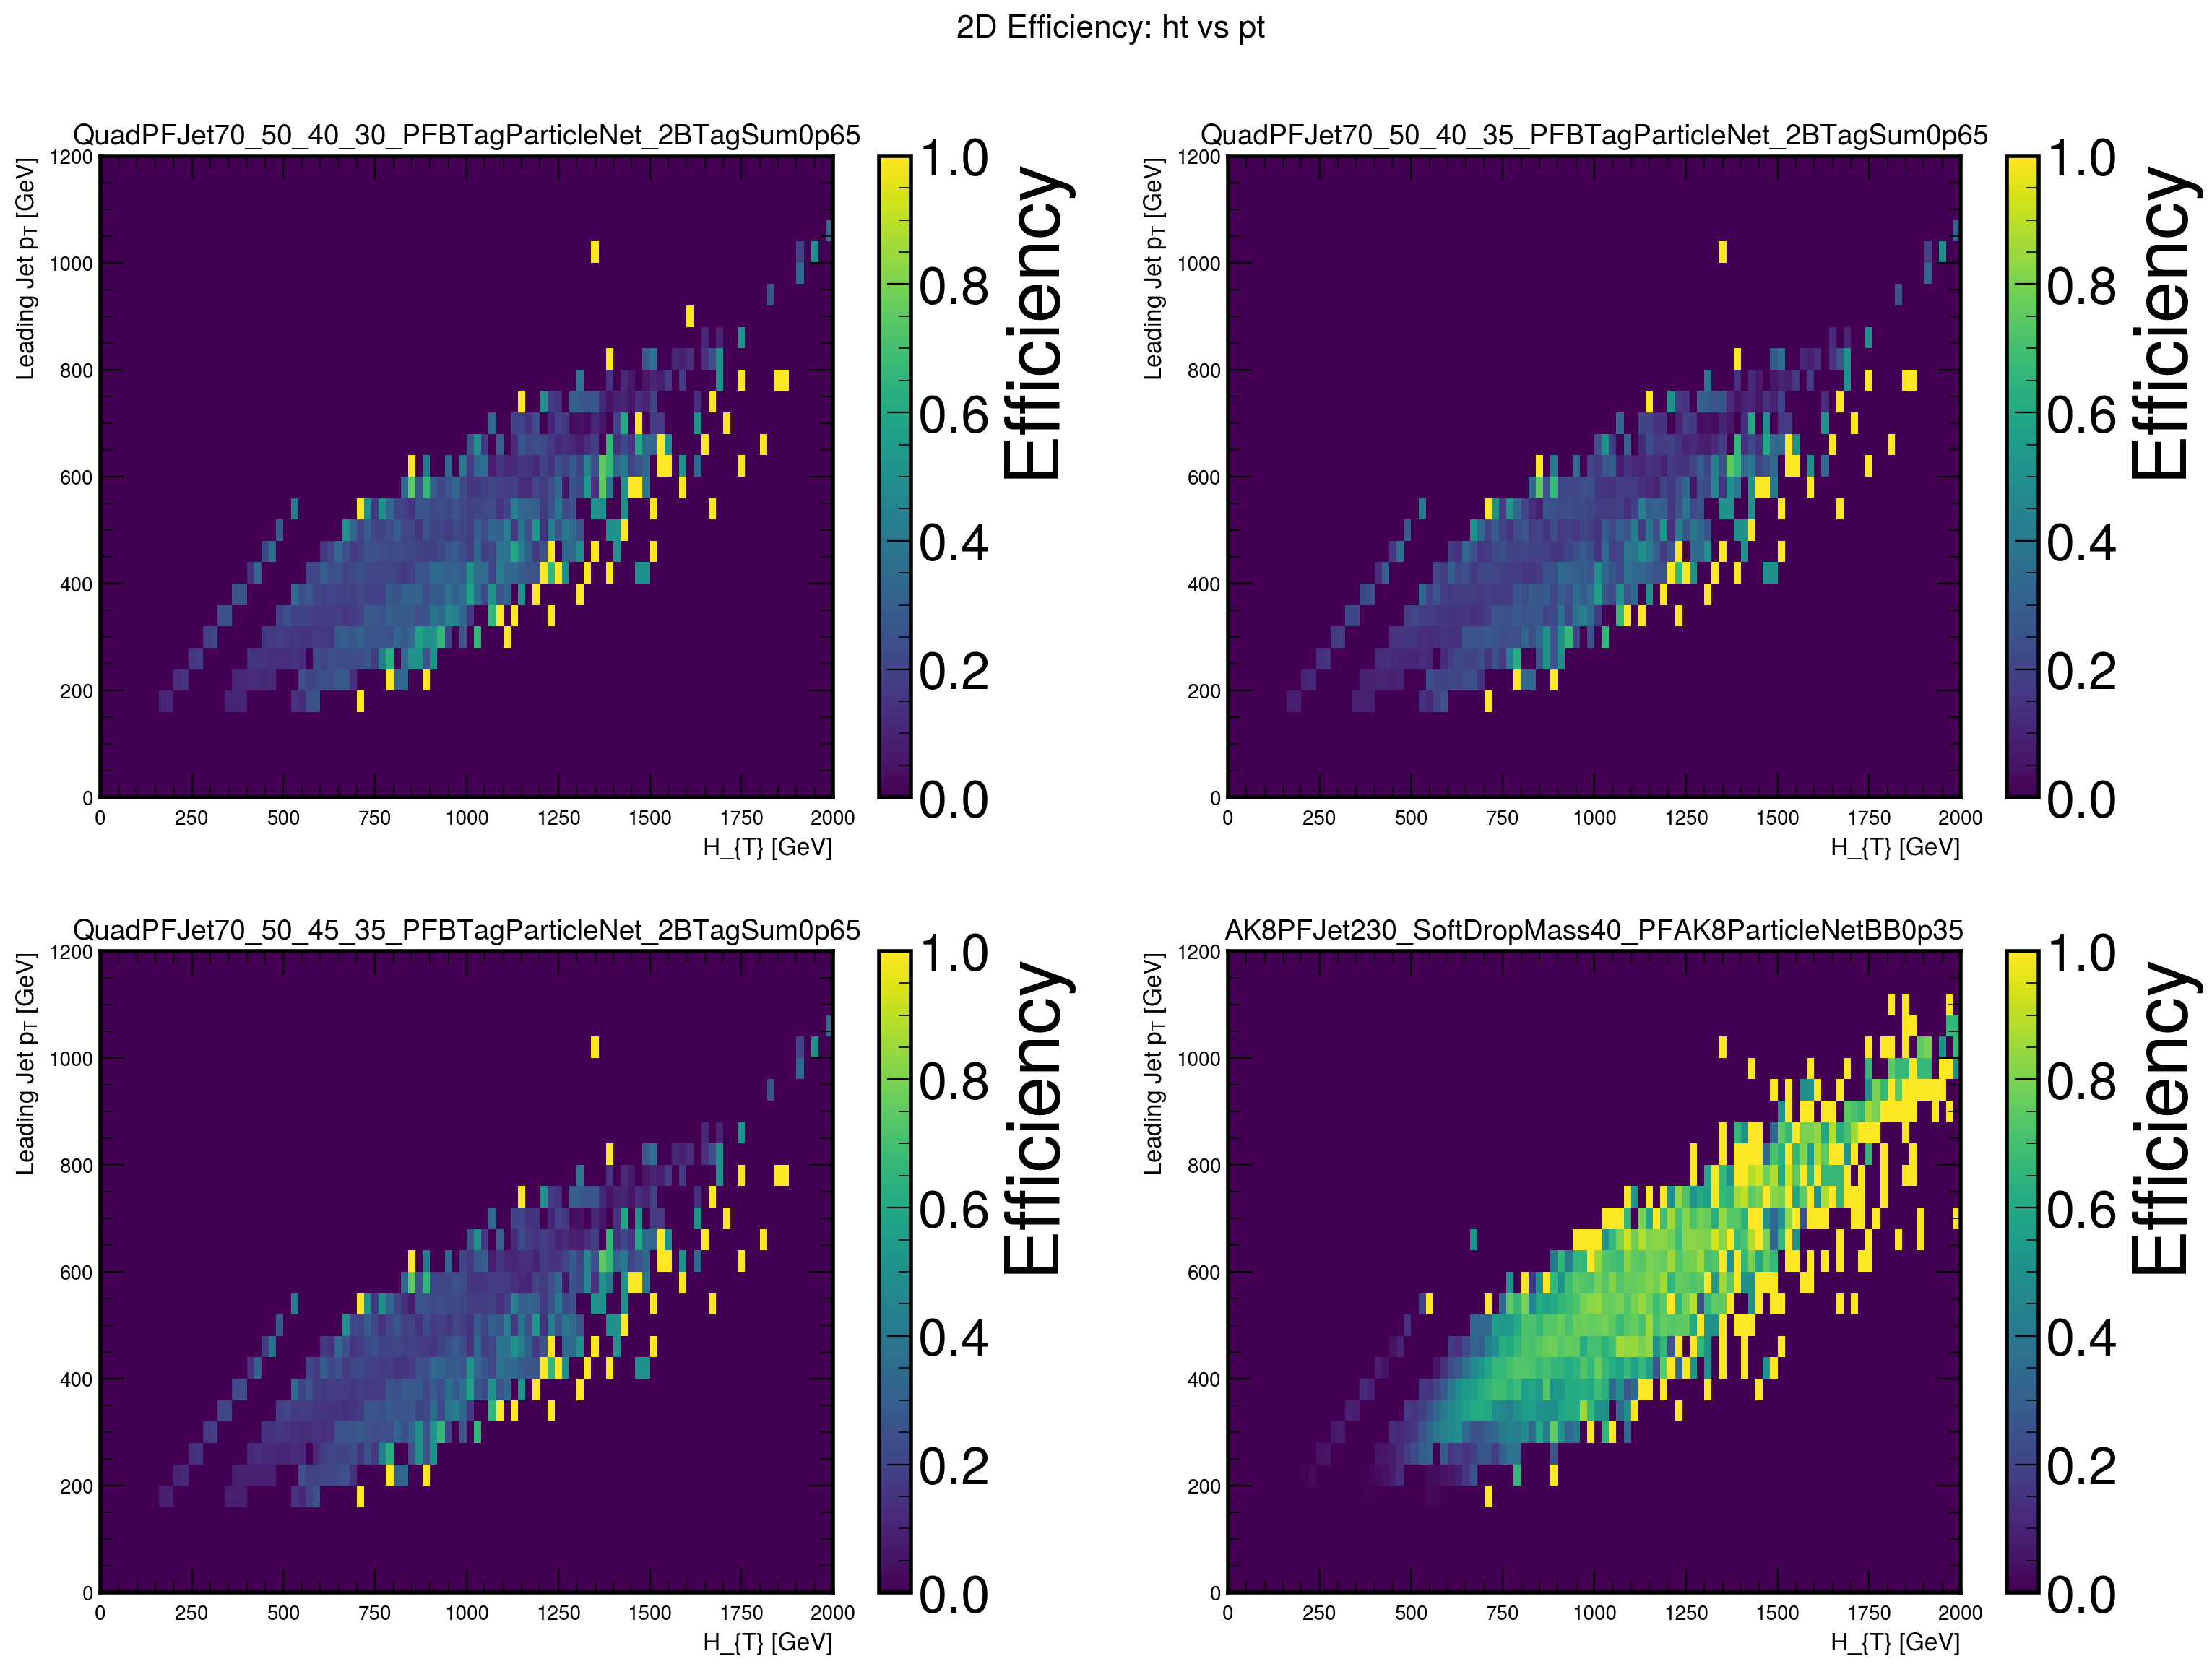 2D Efficiency: ht vs pt
QuadPFJet70_50_40_30_PFBTagParticleNet_2BTagSum0p65
Leading Jet pT [GeV]
1200
1000
800
600
400
200
0
0 250 500 750 1000 1250 1500 1750 2000
H_{T} [GeV]
1.0
0.8
0.6
0.4
0.2
0.0
Efficiency
QuadPFJet70_50_40_35_PFBTagParticleNet_2BTagSum0p65
Leading Jet pT [GeV]
1200
1000
800
600
400
200
0
0 250 500 750 1000 1250 1500 1750 2000
H_{T} [GeV]
1.0
0.8
0.6
0.4
0.2
0.0
Efficiency
QuadPFJet70_50_45_35_PFBTagParticleNet_2BTagSum0p65
Leading Jet pT [GeV]
1200
1000
800
600
400
200
0
0 250 500 750 1000 1250 1500 1750 2000
H_{T} [GeV]
1.0
0.8
0.6
0.4
0.2
0.0
Efficiency
AK8PFJet230_SoftDropMass40_PFAK8ParticleNetBB0p35
Leading Jet pT [GeV]
1200
1000
800
600
400
200
0
0 250 500 750 1000 1250 1500 1750 2000
H_{T} [GeV]
1.0
0.8
0.6
0.4
0.2
0.0
Efficiency